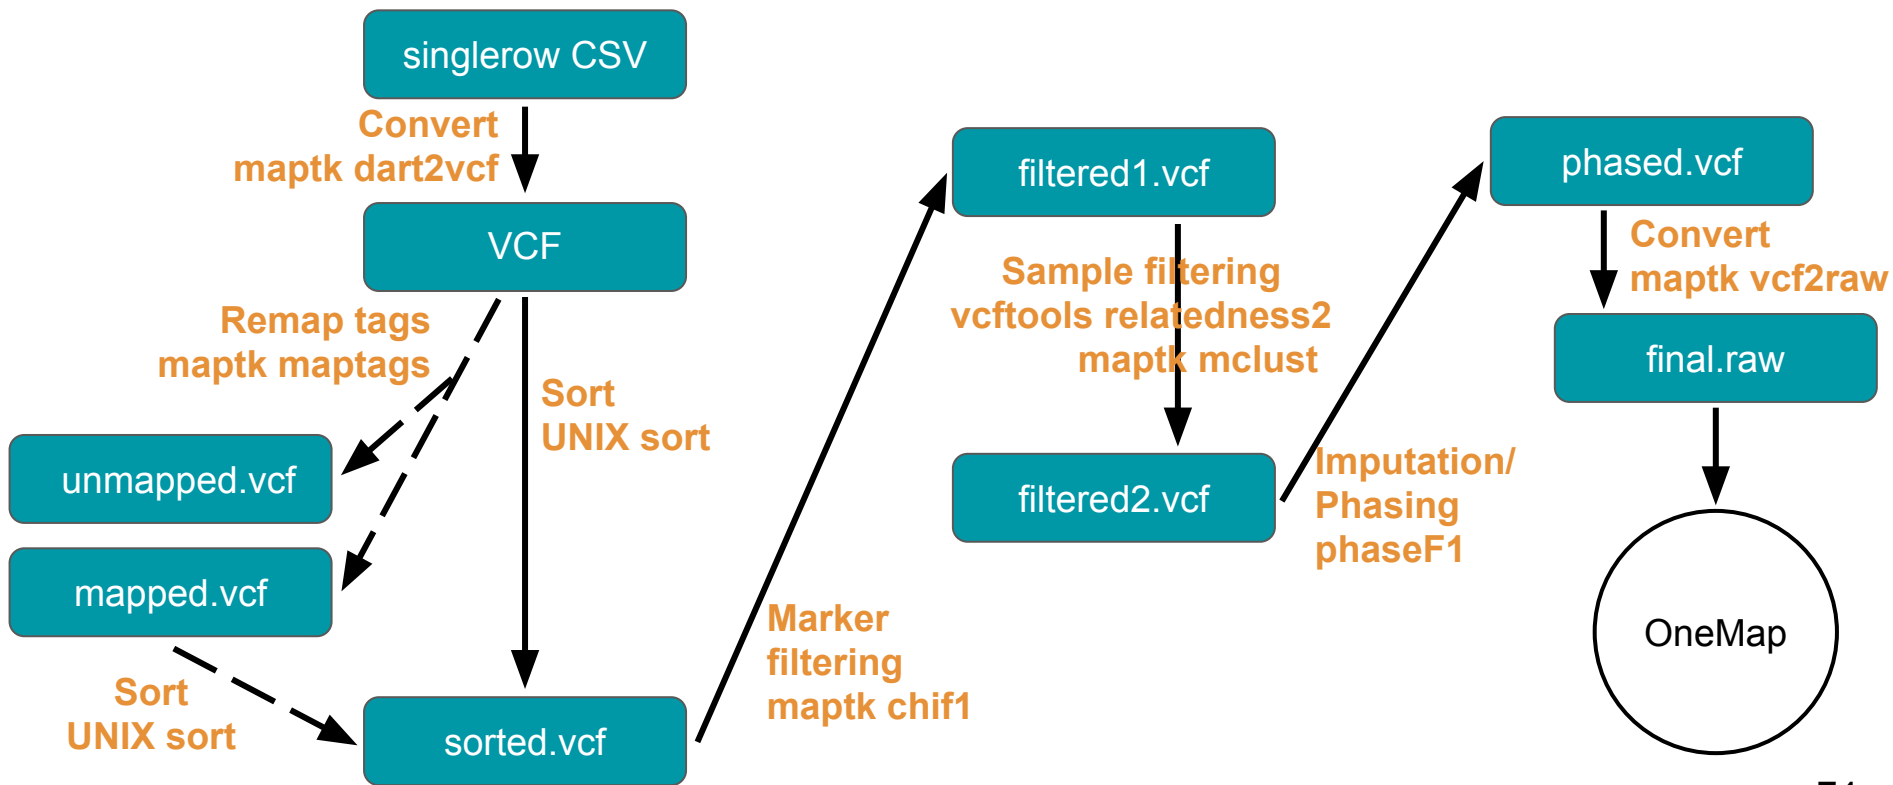 singlerow CSV
Convert
maptk dart2vcf
VCF
Remap tags
maptk maptags
Sort
UNIX sort
unmapped.vcf
mapped.vcf
Sort
UNIX sort
sorted.vcf
Marker
filtering
maptk chif1
filtered1.vcf
Sample filtering
vcftools relatedness2
maptk mclust
filtered2.vcf
Imputation/
Phasing
phaseF1
phased.vcf
Convert
maptk vcf2raw
final.raw
OneMap